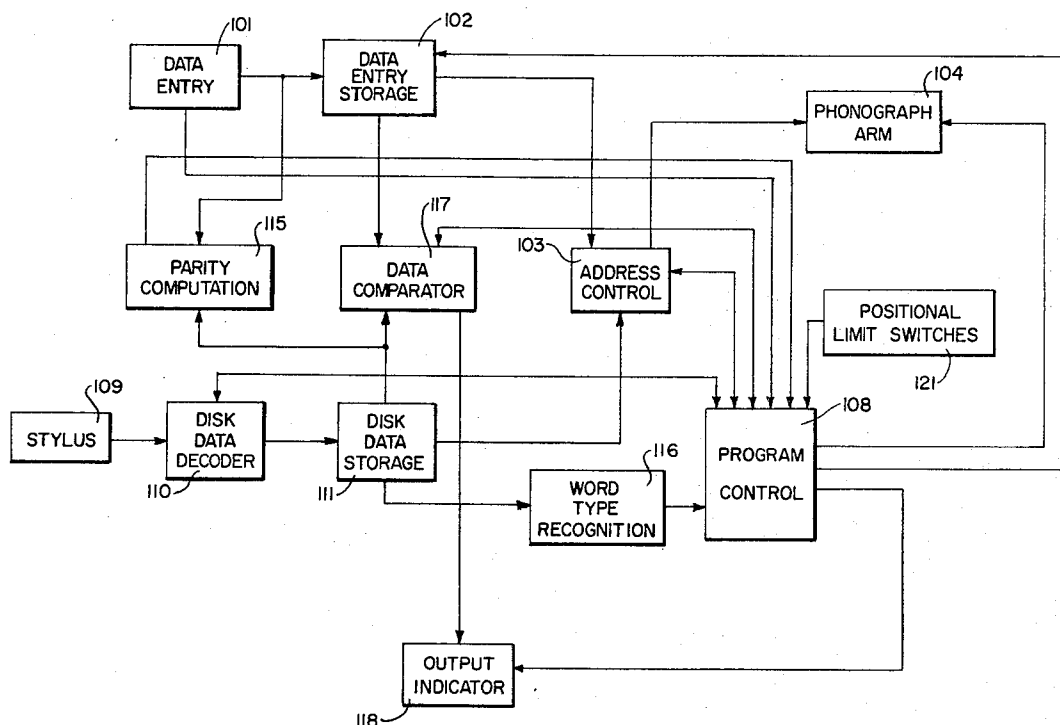 101
DATA
ENTRY
102
DATA
ENTRY
STORAGE
104
PHONOGRAPH
ARM
115
PARITY
COMPUTATION
117
DATA
COMPARATOR
103
ADDRESS
CONTROL
POSITIONAL
LIMIT SWITCHES
121
109
STYLUS
DISK
DATA
DECODER
110
DISK
DATA
STORAGE
111
116
WORD
TYPE
RECOGNITION
108
PROGRAM
CONTROL
OUTPUT
INDICATOR
118